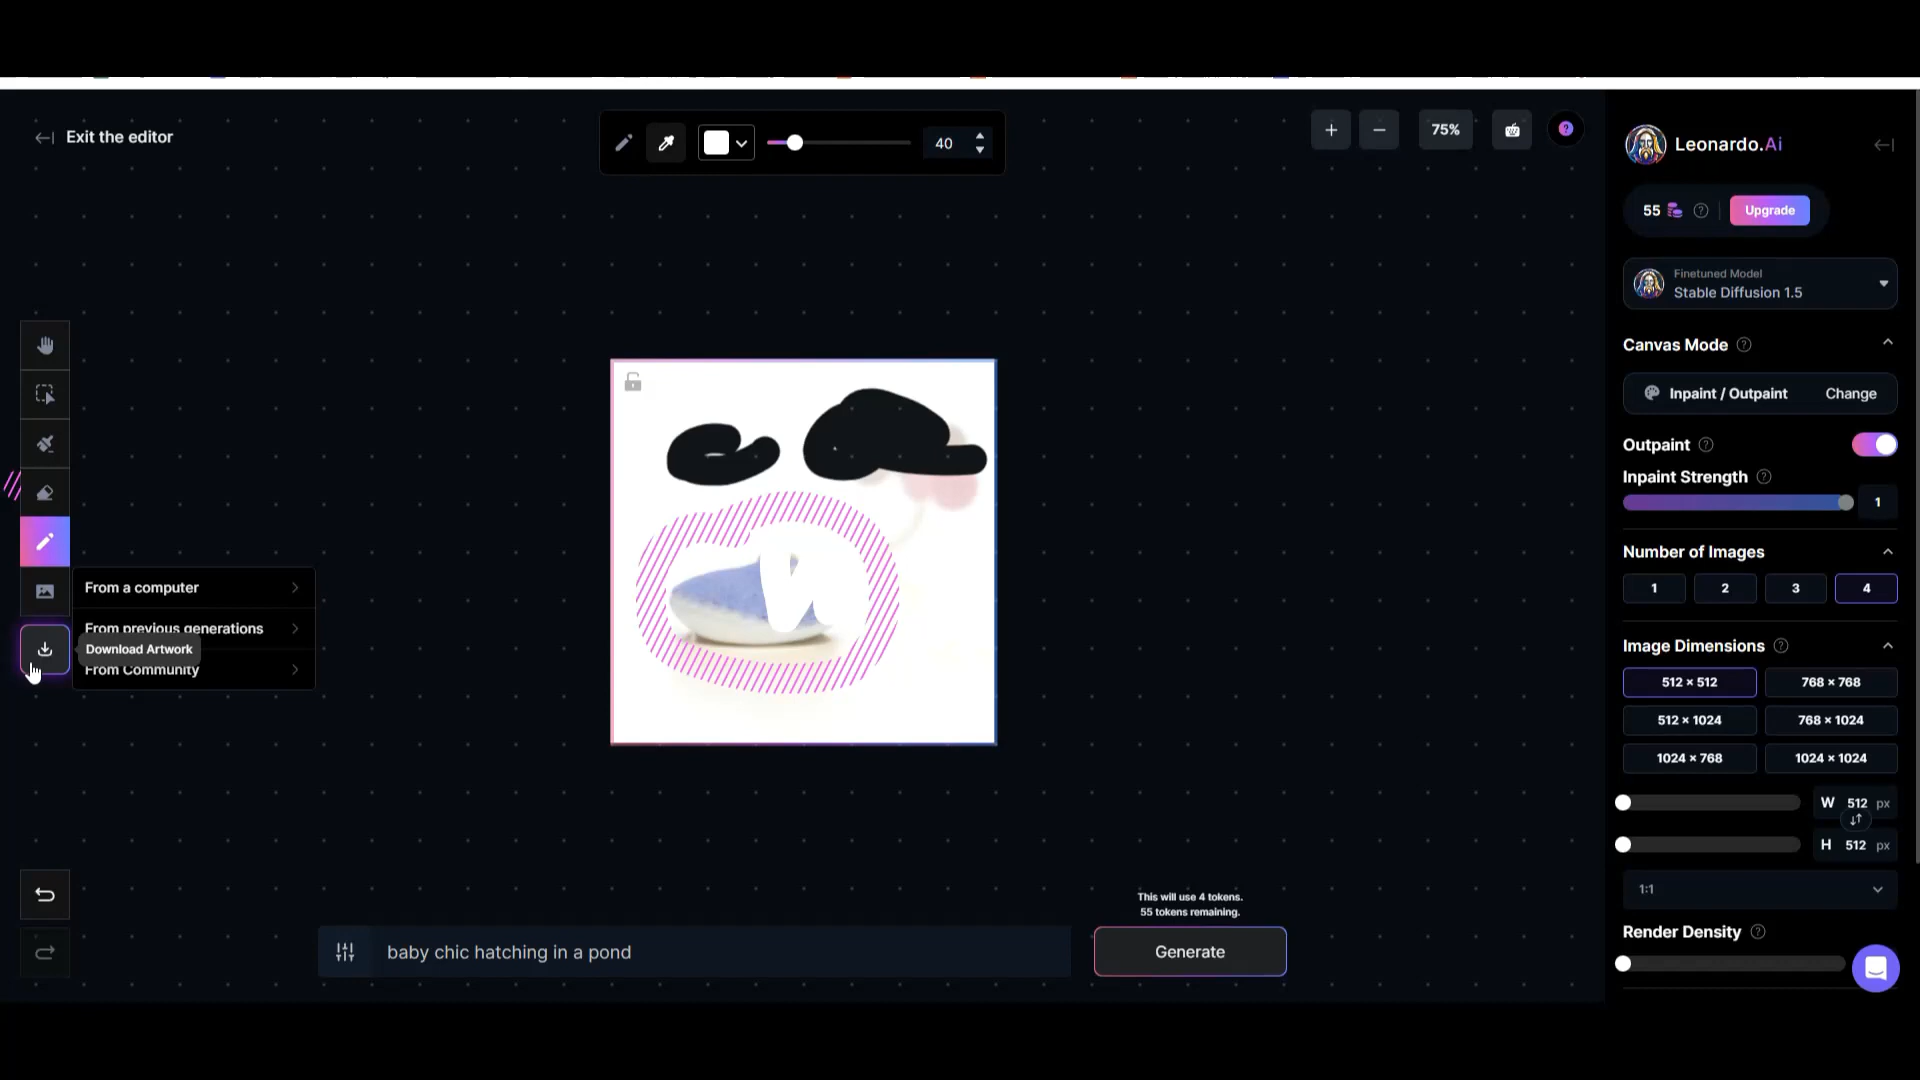 Exit the editor
40
75%
?
Leonardo.Ai
55 ? Upgrade
Finetuned Model
Stable Diffusion 1.5
Canvas Mode ?
Inpaint / Outpaint Change
Outpaint ?
Inpaint Strength ?
1
Number of Images
1 2 3 4
Image Dimensions ?
512 × 512 768 × 768
512 × 1024 768 × 1024
1024 × 768 1024 × 1024
W 512 px
H 512 px
1:1
Render Density ?
From a computer
From previous generations
Download Artwork
From Community
This will use 4 tokens.
55 tokens remaining.
baby chic hatching in a pond
Generate